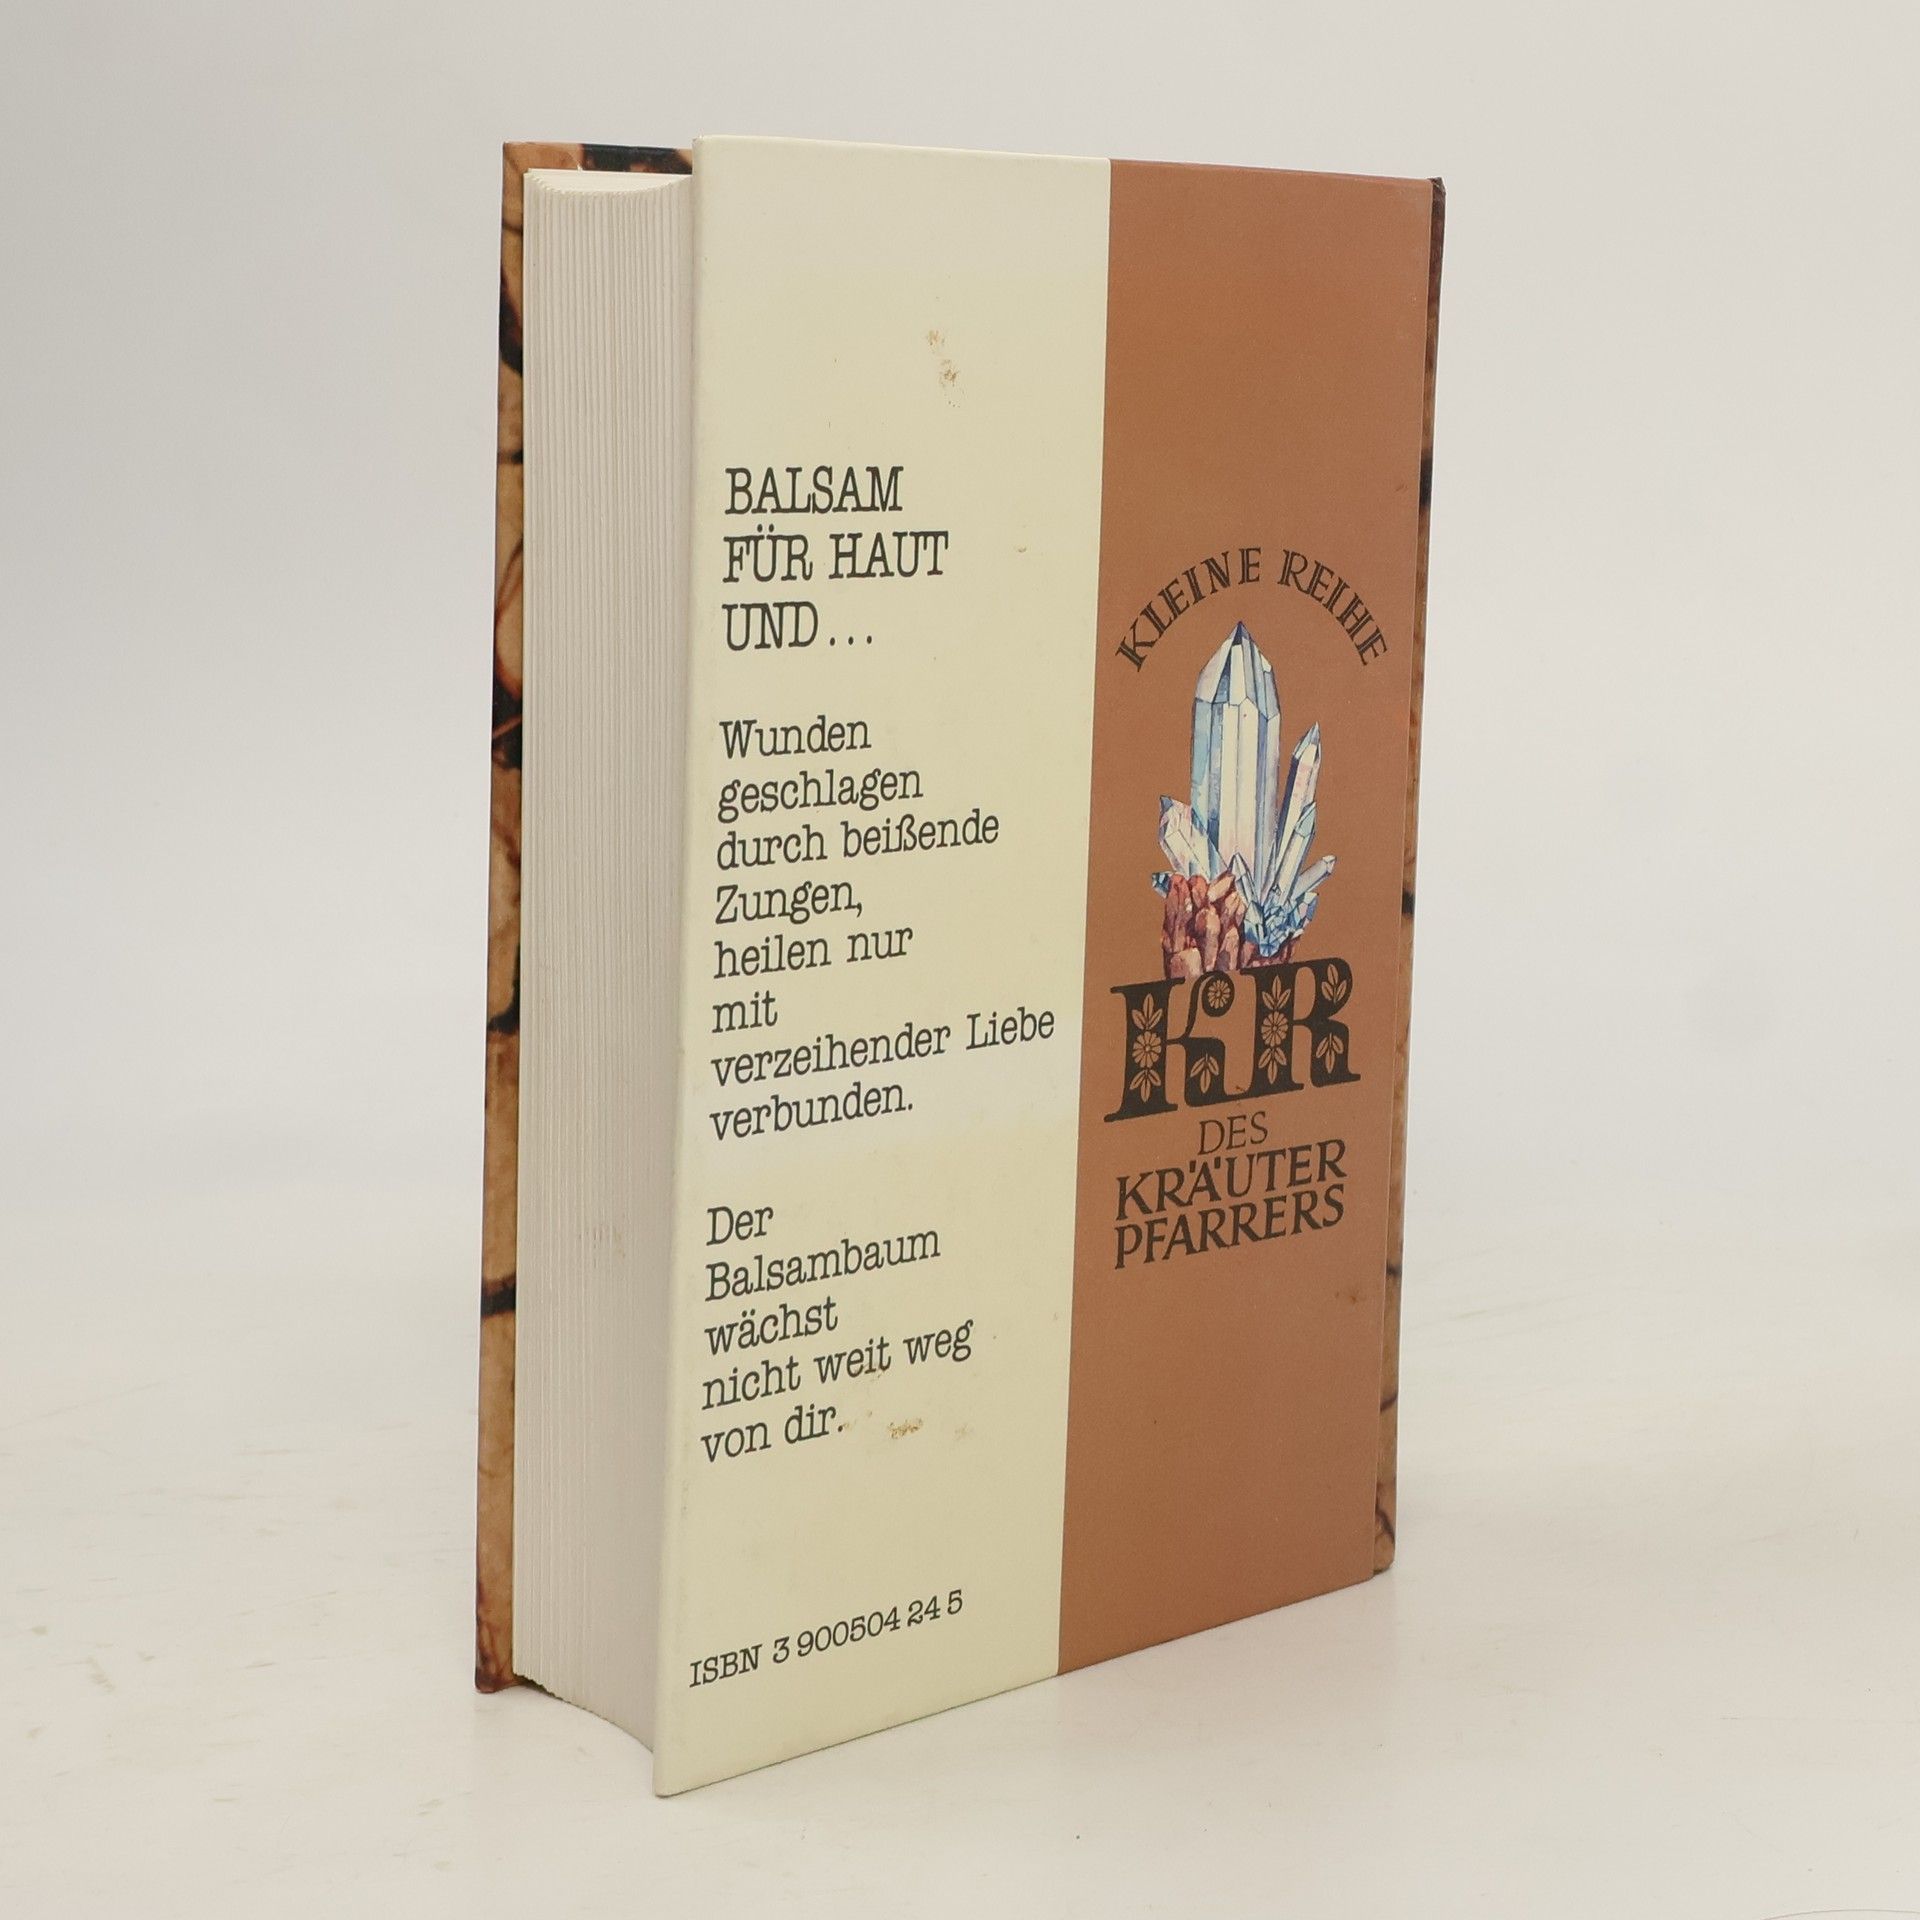 BALSAM
FÜR HAUT
UND...
Wunden
geschlagen
durch beißende
Zungen,
heilen nur
mit
verzeihender Liebe
verbunden.
Der
Balsambaum
wächst
nicht weit weg
von dir.
ISBN 3 900504 24 5
KLEINE REIHE
KR
DES
KRÄUTER
PFARRERS